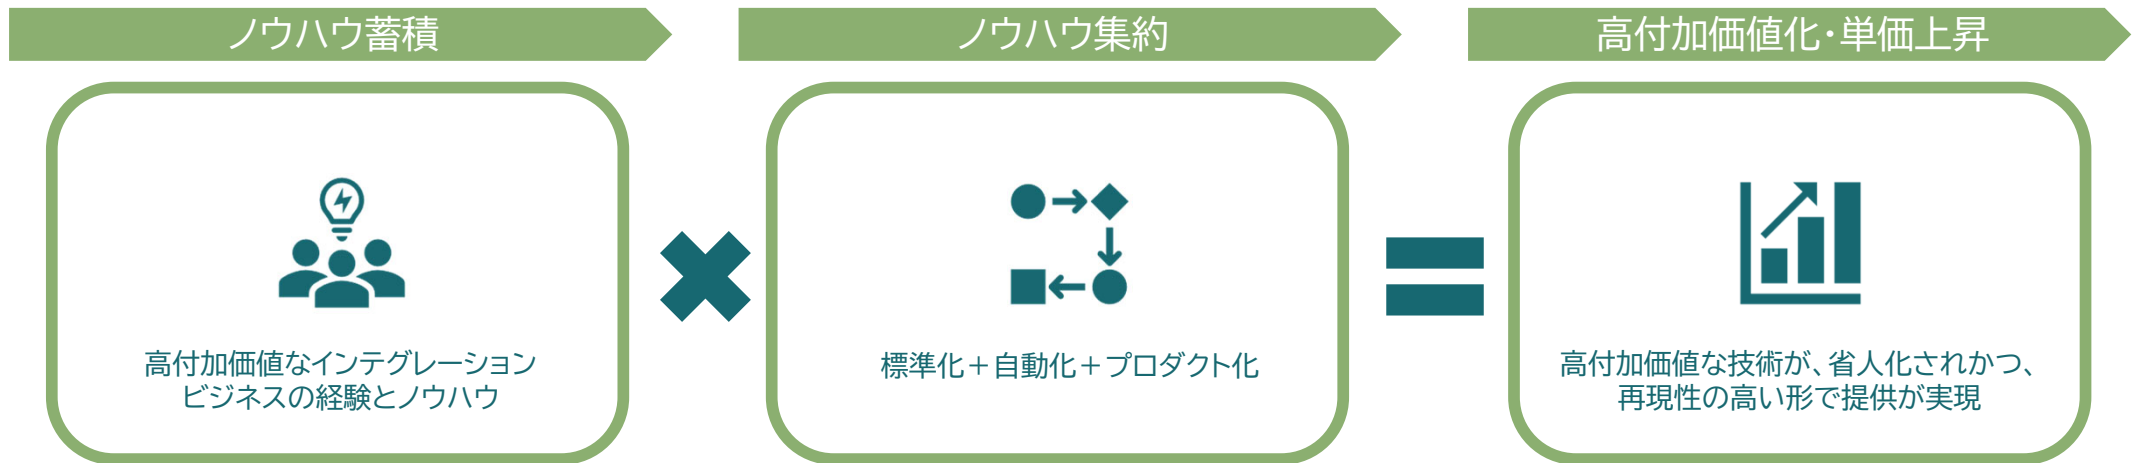 ノウハウ蓄積
ノウハウ集約
高付加価値化・単価上昇
高付加価値なインテグレーション
ビジネスの経験とノウハウ
標準化＋自動化＋プロダクト化
高付加価値な技術が、省人化されかつ、
再現性の高い形で提供が実現